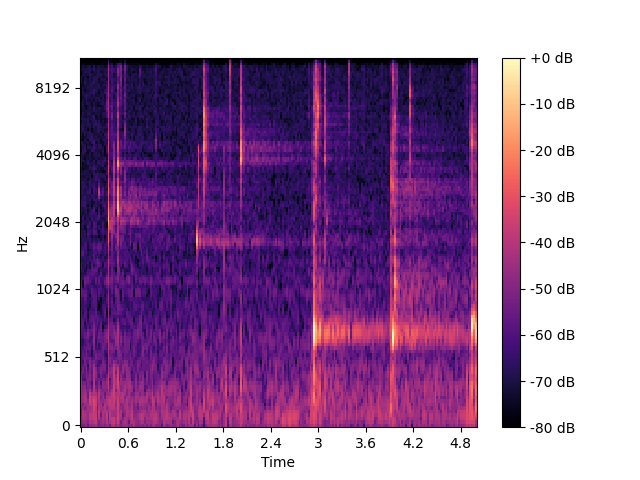 8192
4096
2048
1024
512
0
Hz
0 0.6 1.2 1.8 2.4 3 3.6 4.2 4.8
Time
+0 dB
-10 dB
-20 dB
-30 dB
-40 dB
-50 dB
-60 dB
-70 dB
-80 dB